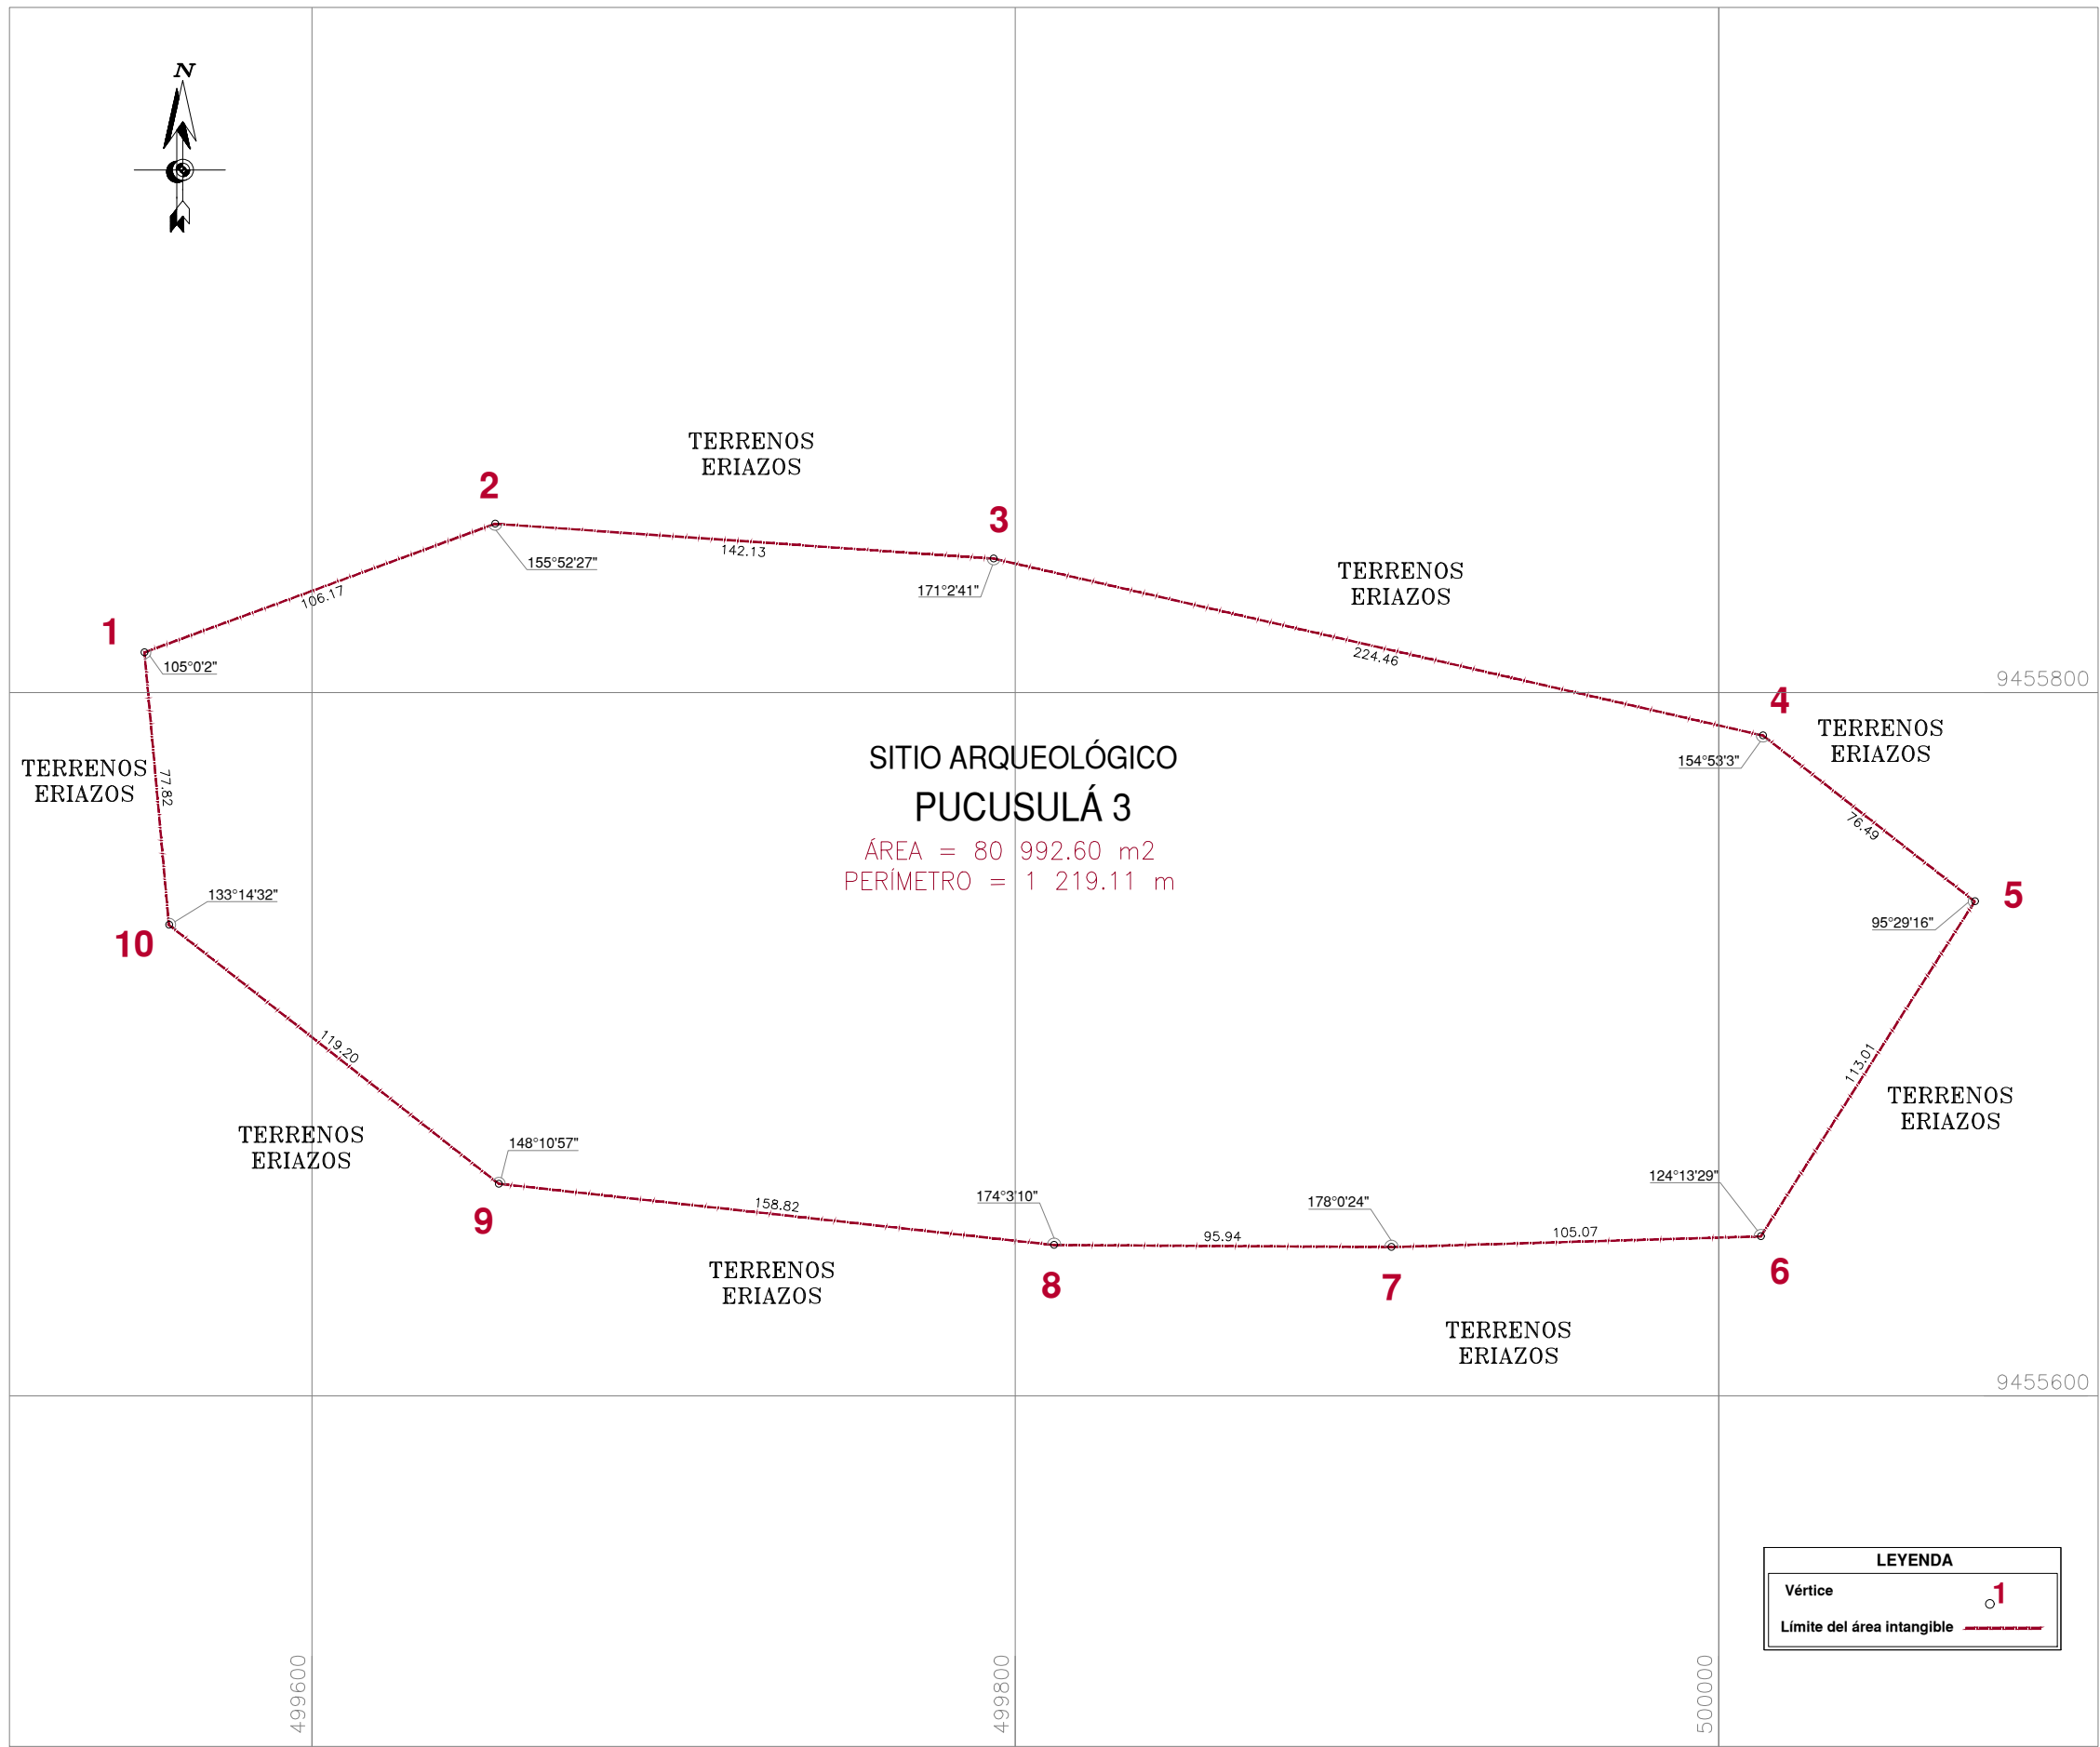 N
TERRENOS
ERIAZOS
2
3
142.13
155°52'27"
171°2'41"
TERRENOS
ERIAZOS
106.17
1
105°0'2"
224.46
9455800
4
TERRENOS
ERIAZOS
154°53'3"
TERRENOS
ERIAZOS
77.82
SITIO ARQUEOLÓGICO
PUCUSULÁ 3
ÁREA = 80 992.60 m2
PERÍMETRO = 1 219.11 m
76.49
5
95°29'16"
133°14'32"
10
119.20
113.01
TERRENOS
ERIAZOS
TERRENOS
ERIAZOS
148°10'57"
9
158.82
174°3'10"
178°0'24"
124°13'29"
95.94
105.07
TERRENOS
ERIAZOS
8
7
6
TERRENOS
ERIAZOS
9455600
LEYENDA
Vértice
1
Límite del área intangible
499600
499800
500000